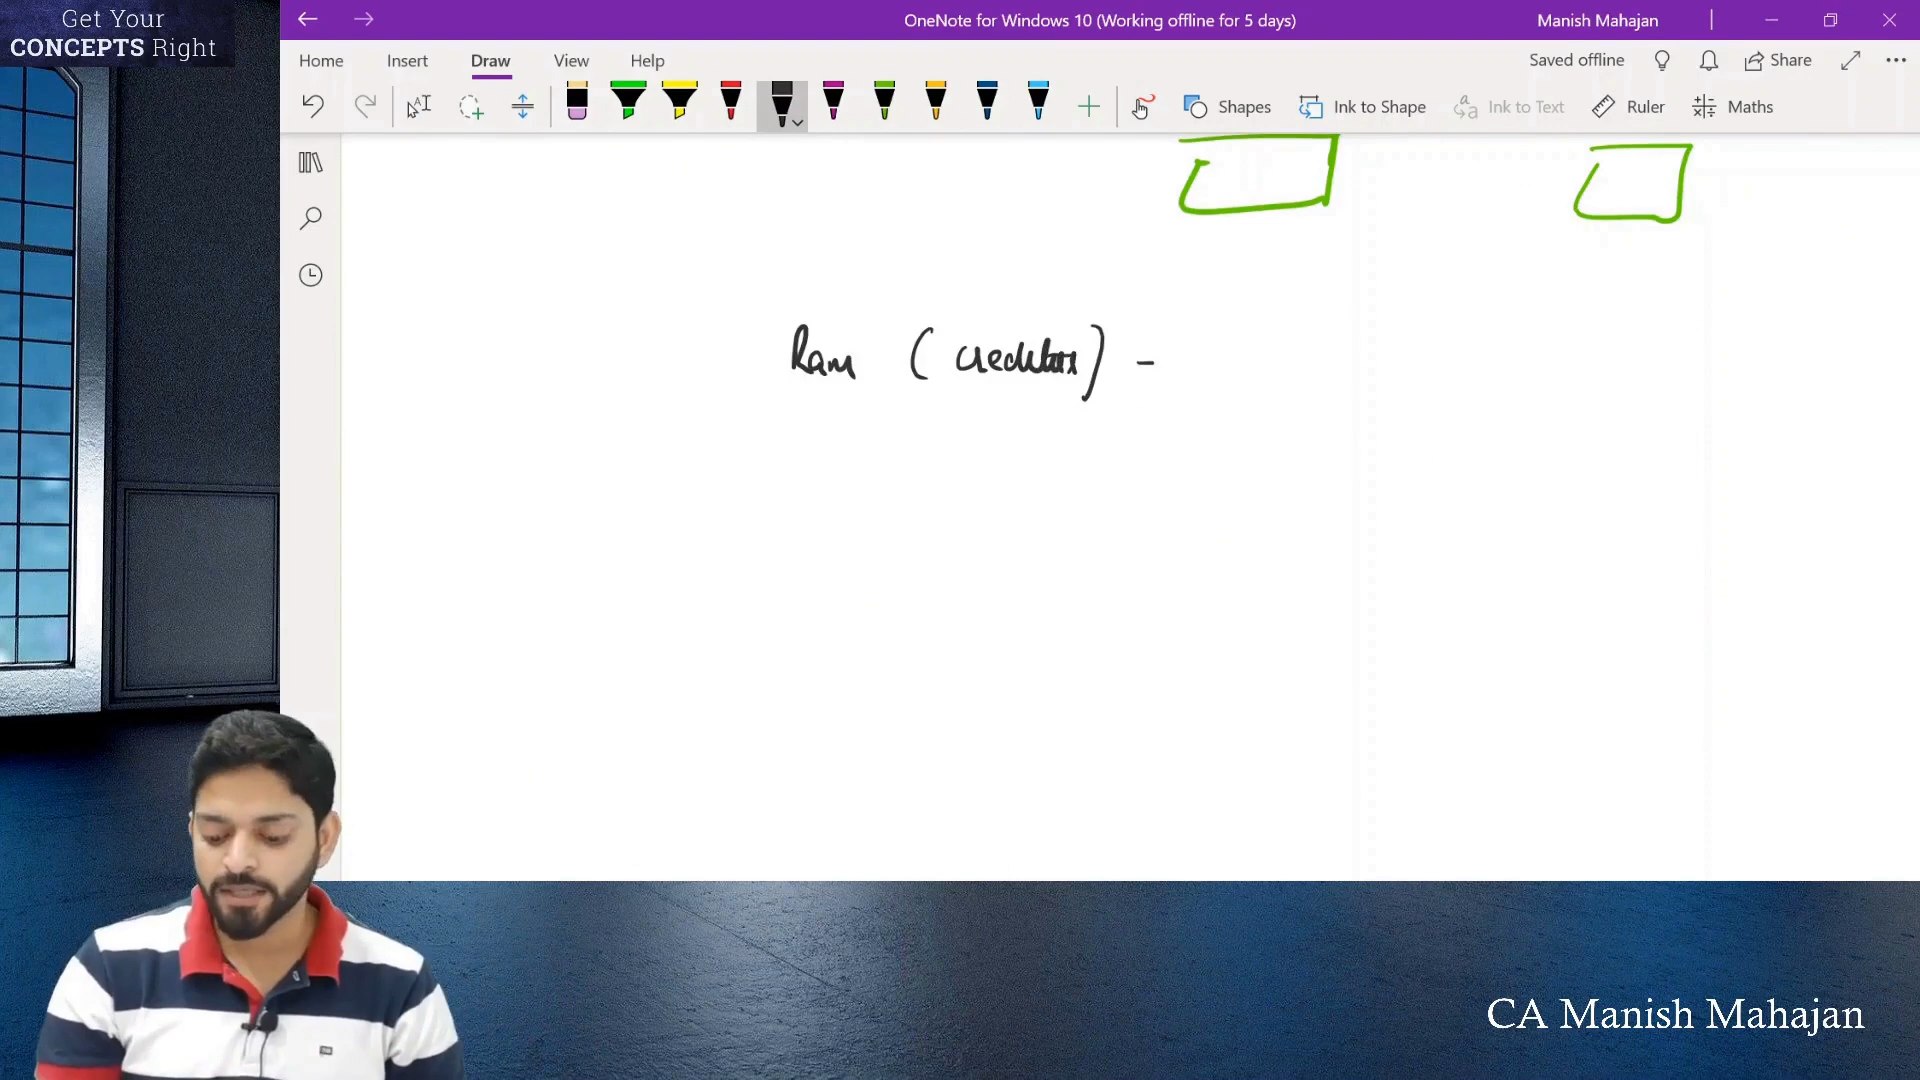 Get Your
CONCEPTS Right
OneNote for Windows 10 (Working offline for 5 days)
Manish Mahajan
Home
Insert
Draw
View
Help
Saved offline
Share
Shapes
Ink to Shape
Ink to Text
Ruler
Maths
Ram (creditors) -
CA Manish Mahajan